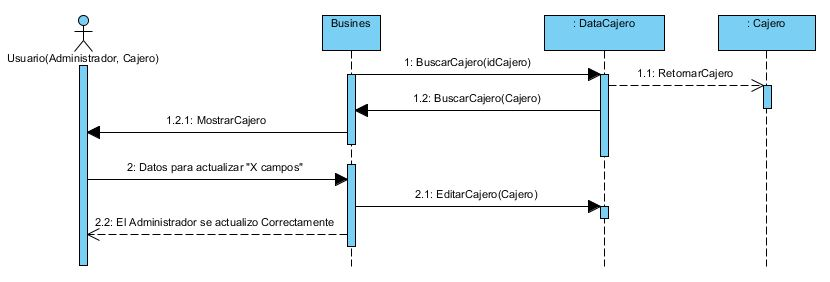 Usuario(Administrador, Cajero)
Busines
: DataCajero
: Cajero
1: BuscarCajero(idCajero)
1.1: RetornarCajero
1.2: BuscarCajero(Cajero)
1.2.1: MostrarCajero
2: Datos para actualizar "X campos"
2.1: EditarCajero(Cajero)
2.2: El Administrador se actualizo Correctamente